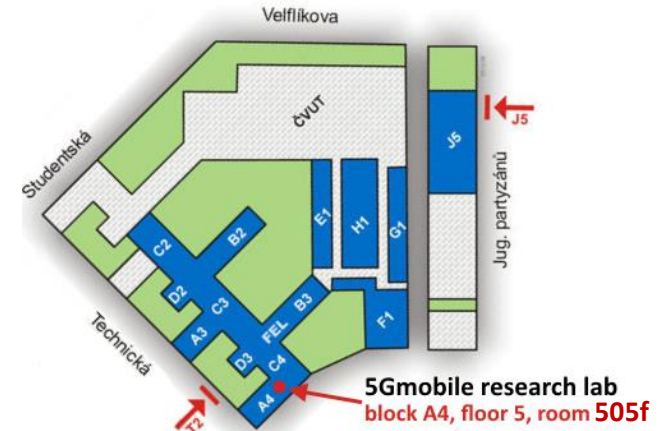 Velflíkova
ČVUT
J5
J5
Studentská
Jug. partyzánů
E1
H1
G1
B2
C2
D2
C3
B3
A3
FEL
F1
Technická
D3
C4
A4
T2
5Gmobile research lab
block A4, floor 5, room 505f